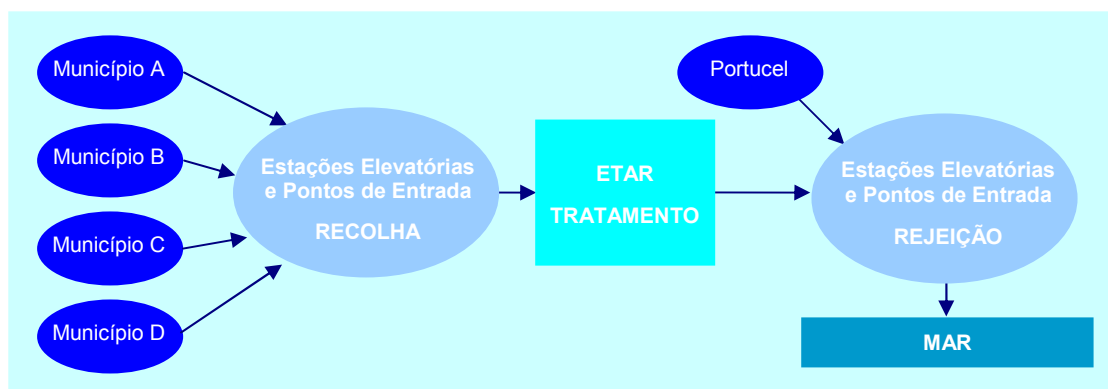 Município A
Município B
Município C
Município D
Estações Elevatórias
e Pontos de Entrada
RECOLHA
ETAR
TRATAMENTO
Portucel
Estações Elevatórias
e Pontos de Entrada
REJEIÇÃO
MAR